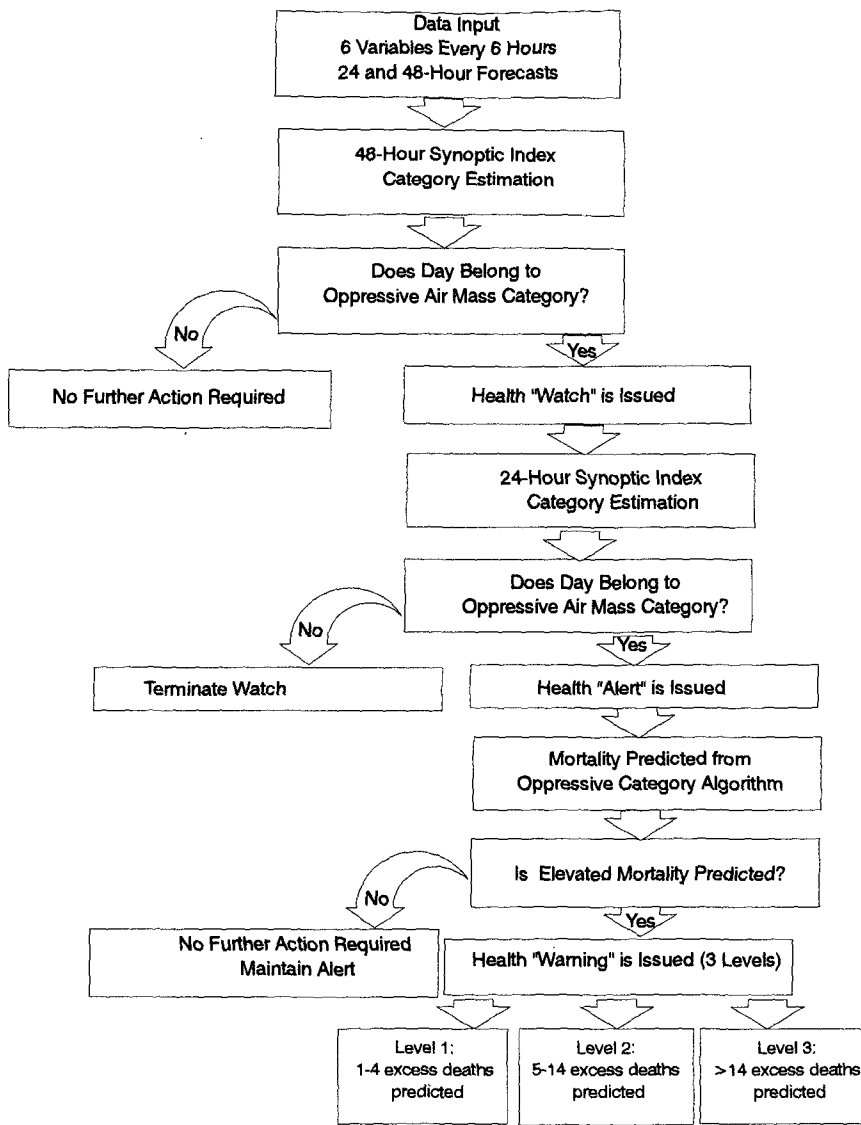 Data Input
6 Variables Every 6 Hours
24 and 48-Hour Forecasts
48-Hour Synoptic Index
Category Estimation
Does Day Belong to
Oppressive Air Mass Category?
No
Yes
No Further Action Required
Health "Watch" is Issued
24-Hour Synoptic Index
Category Estimation
Does Day Belong to
Oppressive Air Mass Category?
No
Yes
Terminate Watch
Health "Alert" is Issued
Mortality Predicted from
Oppressive Category Algorithm
Is Elevated Mortality Predicted?
No
Yes
No Further Action Required
Maintain Alert
Health "Warning" is Issued (3 Levels)
Level 1:
1-4 excess deaths
predicted
Level 2:
5-14 excess deaths
predicted
Level 3:
>14 excess deaths
predicted